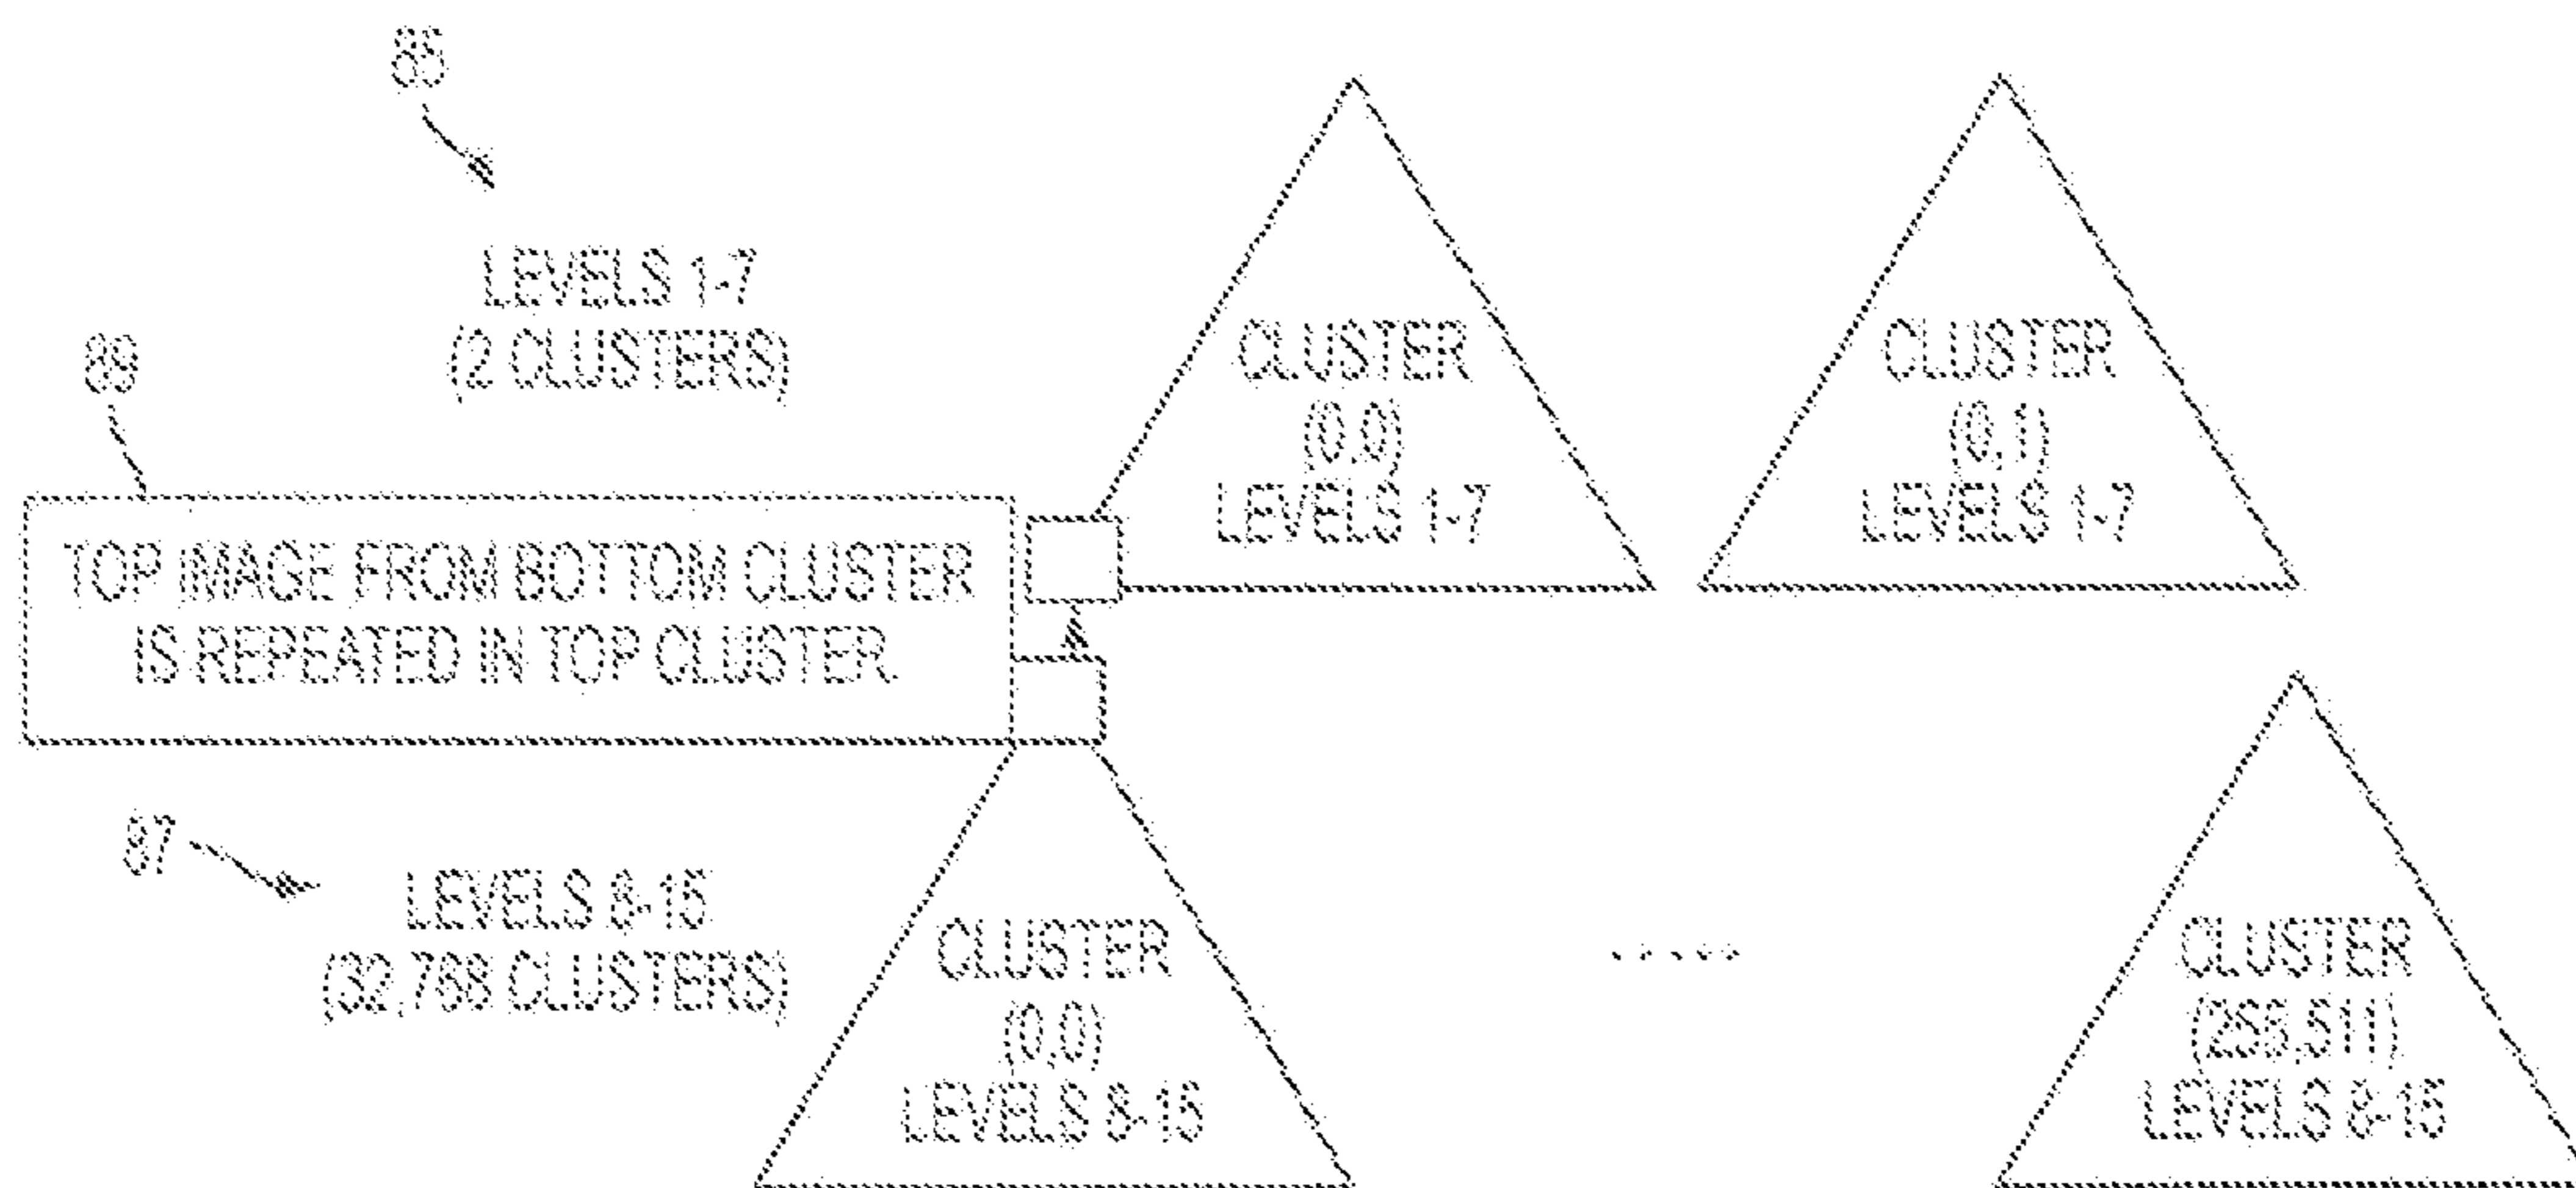 85
LEVELS 1-7
(2 CLUSTERS)
89
TOP IMAGE FROM BOTTOM CLUSTER
IS REPEATED IN TOP CLUSTER
CLUSTER
(0,0)
LEVELS 1-7
CLUSTER
(0,1)
LEVELS 1-7
87
LEVELS 8-15
(32,768 CLUSTERS)
CLUSTER
(0,0)
LEVELS 8-15
.....
CLUSTER
(256,511)
LEVELS 8-15